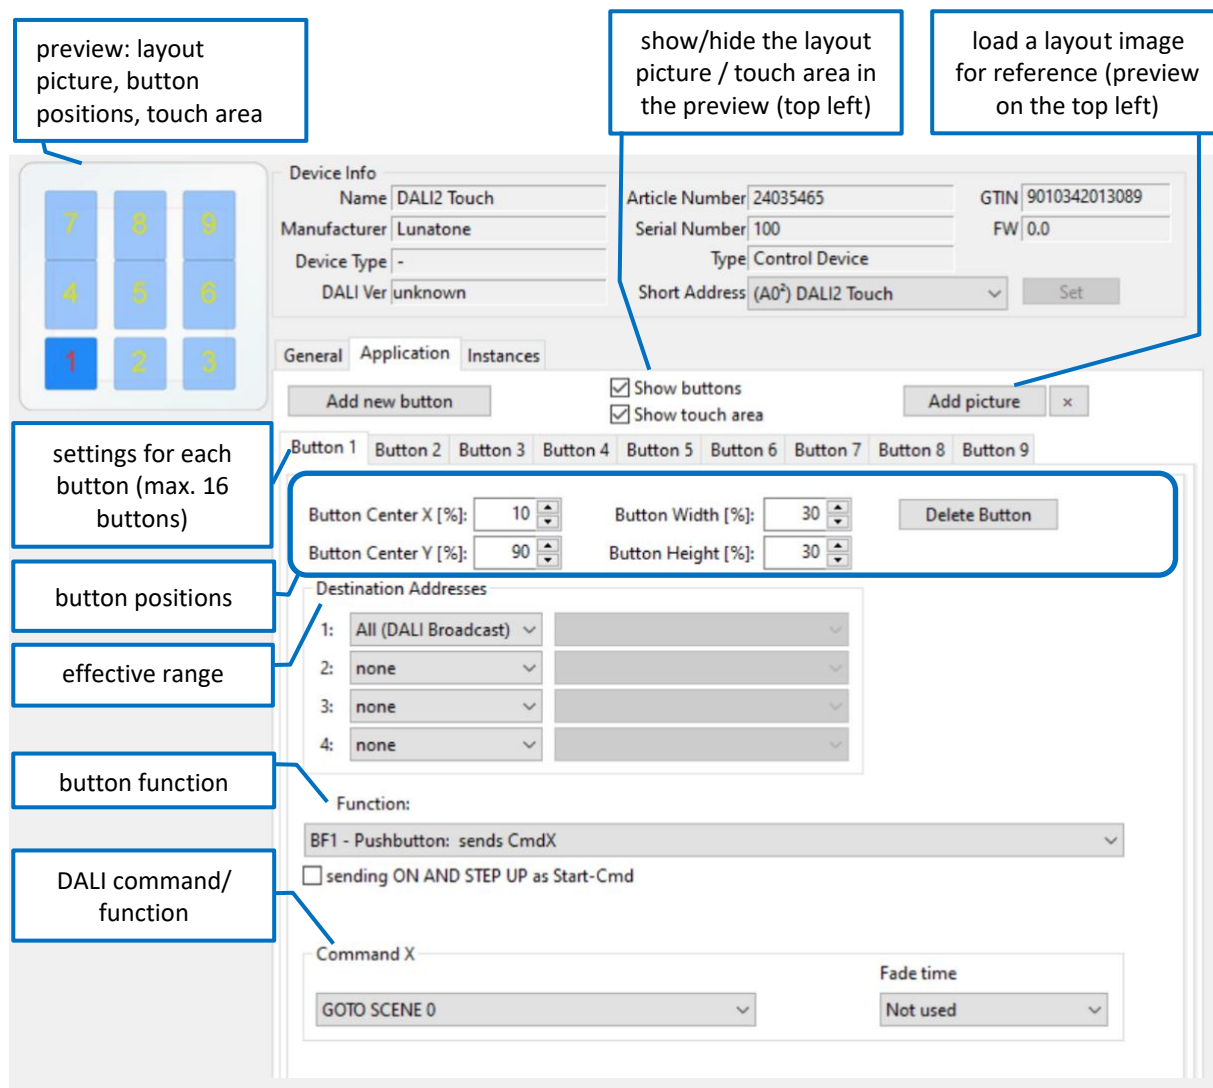 preview: layout
picture, button
positions, touch area
show/hide the layout
picture / touch area in
the preview (top left)
load a layout image
for reference (preview
on the top left)
7 8 9
4 5 6
1 2 3
Device Info
Name DALI2 Touch
Article Number 24035465
GTIN 9010342013089
Manufacturer Lunatone
Serial Number 100
FW 0.0
Device Type -
Type Control Device
DALI Ver unknown
Short Address (A0²) DALI2 Touch
Set
General Application Instances
Add new button
Show buttons
Show touch area
Add picture ×
settings for each
button (max. 16
buttons)
Button 1 Button 2 Button 3 Button 4 Button 5 Button 6 Button 7 Button 8 Button 9
Button Center X [%]: 10
Button Width [%]: 30
Delete Button
Button Center Y [%]: 90
Button Height [%]: 30
button positions
Destination Addresses
1: All (DALI Broadcast)
2: none
3: none
4: none
effective range
button function
Function:
BF1 - Pushbutton: sends CmdX
sending ON AND STEP UP as Start-Cmd
DALI command/
function
Command X
Fade time
GOTO SCENE 0
Not used